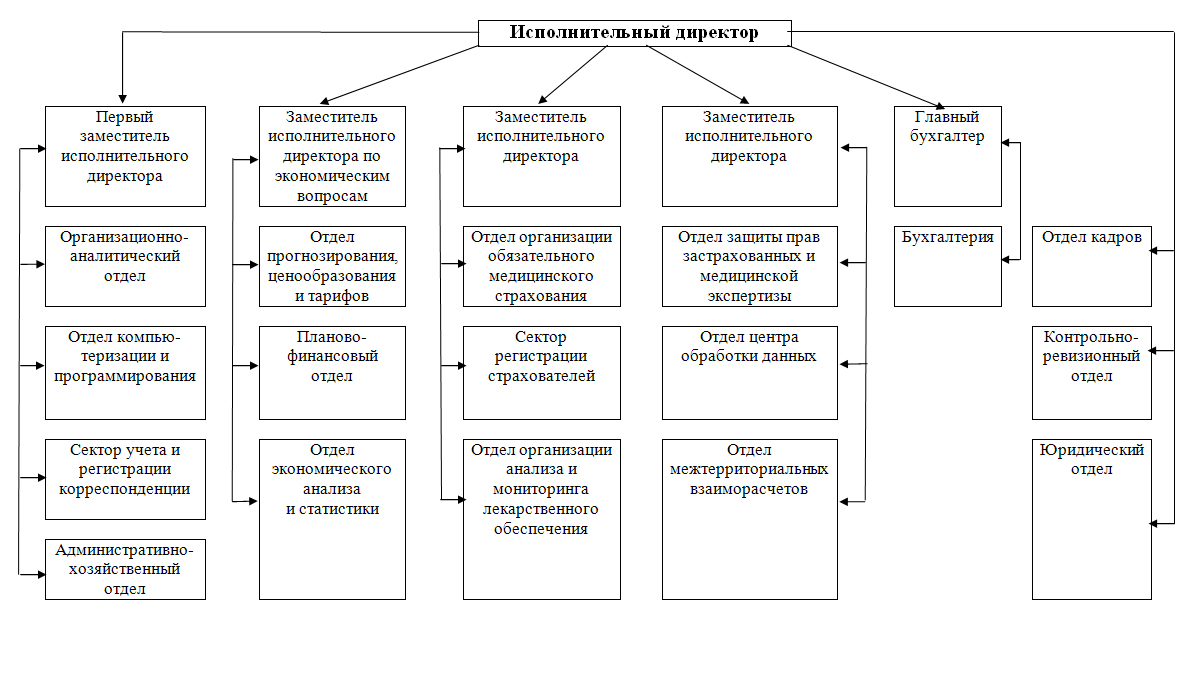 Исполнительный директор
Первый
заместитель
исполнительного
директора
Заместитель
исполнительного
директора по
экономическим
вопросам
Заместитель
исполнительного
директора
Заместитель
исполнительного
директора
Главный
бухгалтер
Организационно-
аналитический
отдел
Отдел
прогнозирования,
ценообразования
и тарифов
Отдел организации
обязательного
медицинского
страхования
Отдел защиты прав
застрахованных и
медицинской
экспертизы
Бухгалтерия
Отдел кадров
Отдел компью-
теризации и
программирования
Планово-
финансовый
отдел
Сектор
регистрации
страхователей
Отдел центра
обработки данных
Контрольно-
ревизионный
отдел
Сектор учета и
регистрации
корреспонденции
Отдел
экономического
анализа
и статистики
Отдел организации
анализа и
мониторинга
лекарственного
обеспечения
Отдел
межтерриториальных
взаиморасчетов
Юридический
отдел
Административно-
хозяйственный
отдел